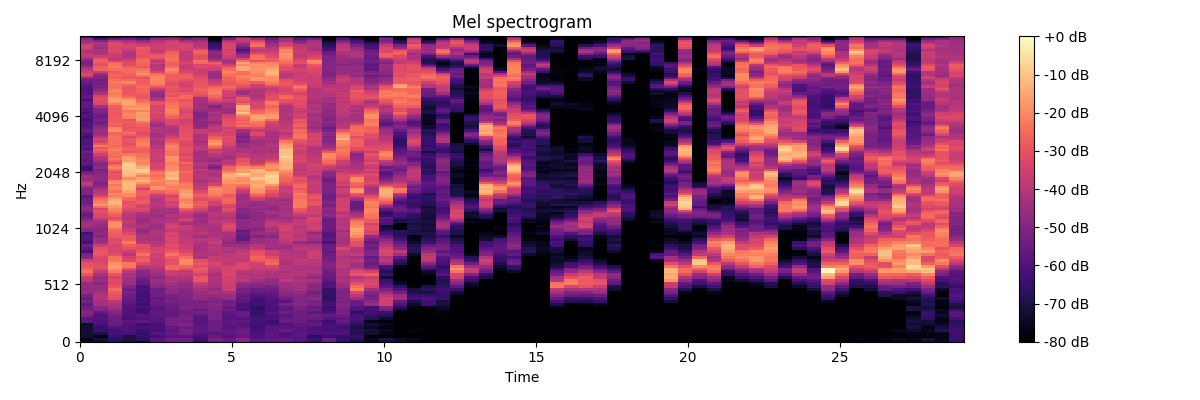 Mel spectrogram
8192
4096
2048
1024
512
0
Hz
0 5 10 15 20 25
Time
+0 dB
-10 dB
-20 dB
-30 dB
-40 dB
-50 dB
-60 dB
-70 dB
-80 dB